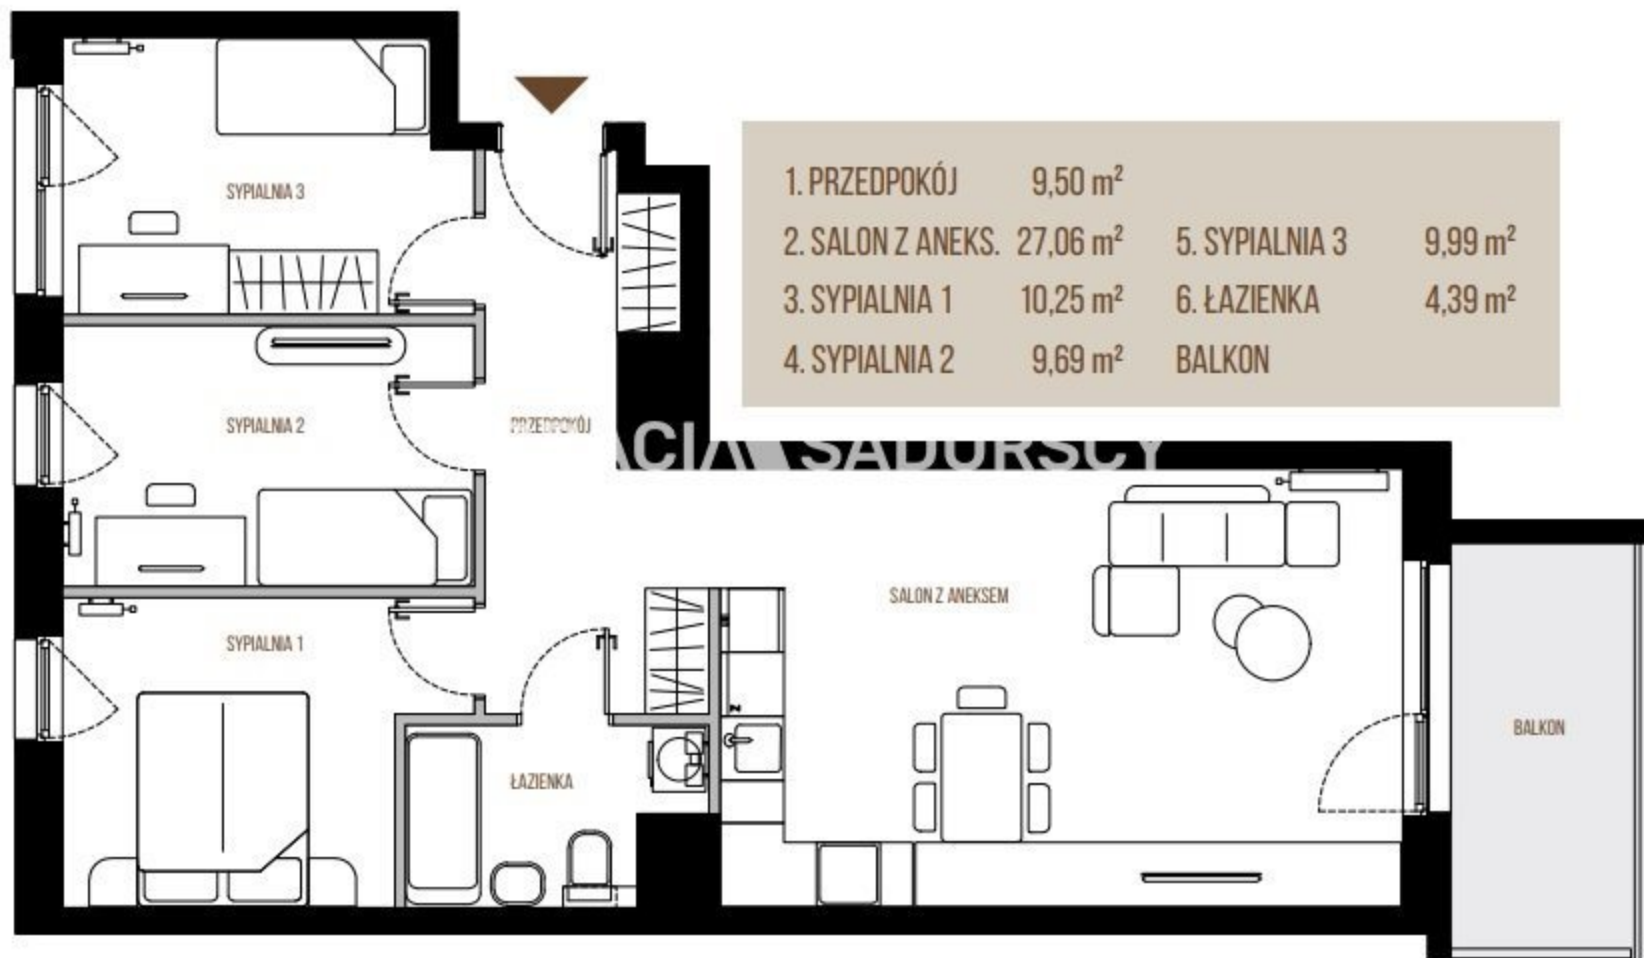 SYPIALNIA 3
1. PRZEDPOKÓJ 9,50 m²
2. SALON Z ANEKS. 27,06 m² 5. SYPIALNIA 3 9,99 m²
3. SYPIALNIA 1 10,25 m² 6. ŁAZIENKA 4,39 m²
4. SYPIALNIA 2 9,69 m² BALKON
SYPIALNIA 2
PRZEDPOKÓJ
SADURSCY
SALON Z ANEKSEM
SYPIALNIA 1
BALKON
ŁAZIENKA